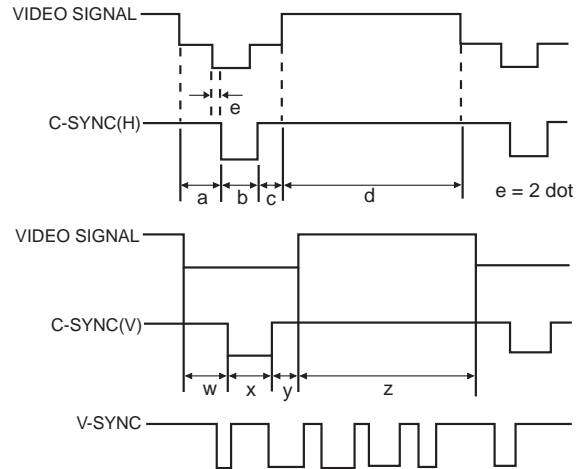 VIDEO SIGNAL
e
C-SYNC(H)
a b c d
e = 2 dot
VIDEO SIGNAL
C-SYNC(V)
w x y z
V-SYNC